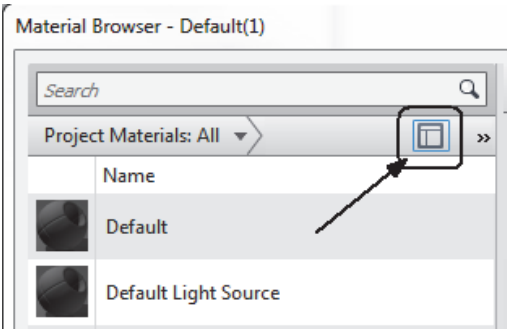 Material Browser - Default(1)
Search
Project Materials: All
»
Name
Default
Default Light Source